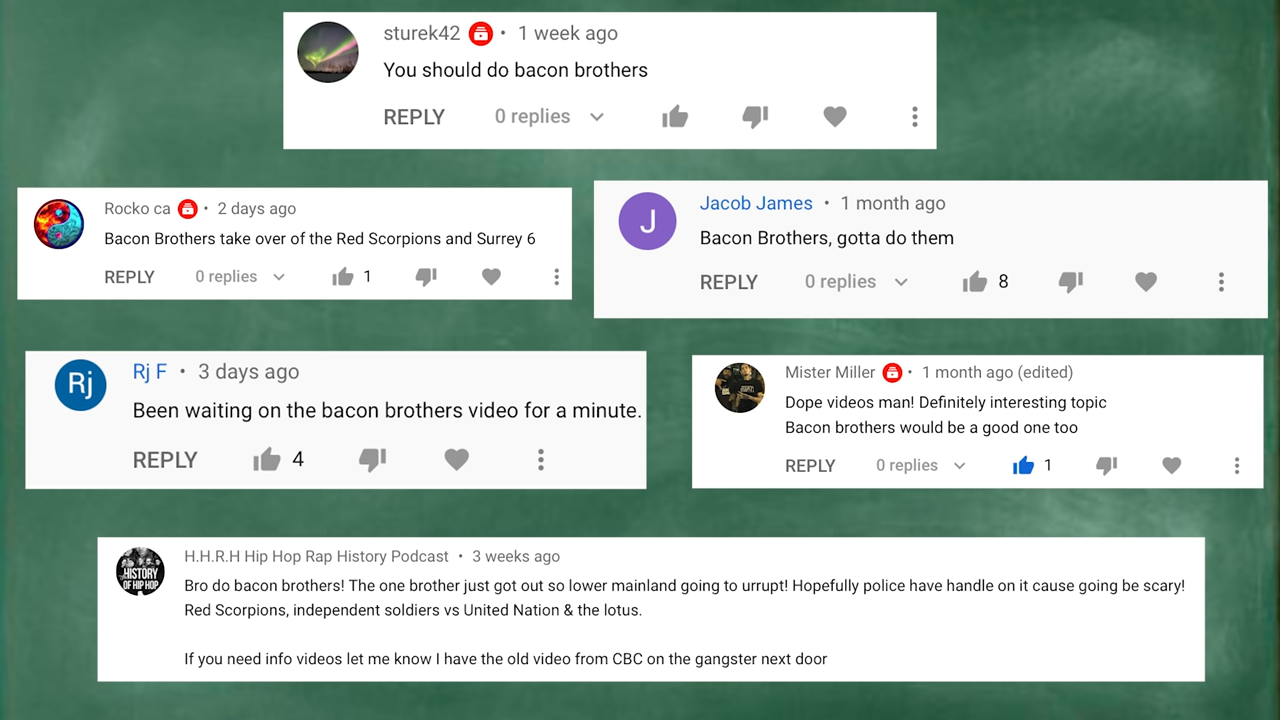 sturek42 • 1 week ago
You should do bacon brothers
REPLY 0 replies
Rocko ca • 2 days ago
Bacon Brothers take over of the Red Scorpions and Surrey 6
REPLY 0 replies 1
J
Jacob James • 1 month ago
Bacon Brothers, gotta do them
REPLY 0 replies 8
Rj
Rj F • 3 days ago
Been waiting on the bacon brothers video for a minute.
REPLY 4
Mister Miller • 1 month ago (edited)
Dope videos man! Definitely interesting topic
Bacon brothers would be a good one too
REPLY 0 replies 1
HISTORY
OF HIP HOP
H.H.R.H Hip Hop Rap History Podcast • 3 weeks ago
Bro do bacon brothers! The one brother just got out so lower mainland going to urrupt! Hopefully police have handle on it cause going be scary!
Red Scorpions, independent soldiers vs United Nation & the lotus.
If you need info videos let me know I have the old video from CBC on the gangster next door